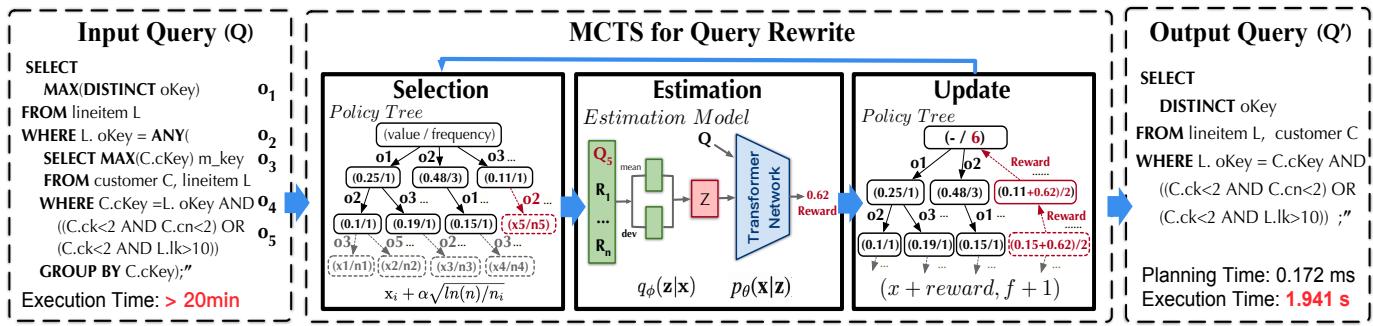 Input Query (Q)
SELECT
MAX(DISTINCT oKey) o1
FROM lineitem L
WHERE L. oKey = ANY( o2
SELECT MAX(C.cKey) m_key o3
FROM customer C, lineitem L
WHERE C.cKey =L. oKey AND o4
((C.ck<2 AND C.cn<2) OR
(C.ck<2 AND L.lk>10)) o5
GROUP BY C.cKey);”
Execution Time: > 20min
MCTS for Query Rewrite
Selection
Policy Tree
(value / frequency)
o1 o2 o3 ...
(0.25/1) (0.48/3) (0.11/1)
o2 o3 ... o1 ... o2 ...
(0.1/1) (0.19/1) (0.15/1) (x5/n5)
o3 ... o5 ... o2 ... o3 ...
(x1/n1) (x2/n2) (x3/n3) (x4/n4)
xi + α√ln(n)/ni
Estimation
Estimation Model
Q5
R1
...
Rn
mean
dev
Z
Q
Transformer
Network
0.62
Reward
qϕ(z|x) pθ(x|z)
Update
Policy Tree
(- / 6)
o1 o2 Reward
......
(0.25/1) (0.48/3) (0.11+0.62)/2)
o2 o3 ... o1 ... Reward
(0.1/1) (0.19/1) (0.15/1) (0.15+0.62)/2
... ... ... ...
(x + reward, f + 1)
Output Query (Q’)
SELECT
DISTINCT oKey
FROM lineitem L, customer C
WHERE L. oKey = C.cKey AND
((C.ck<2 AND C.cn<2) OR
(C.ck<2 AND L.lk>10)) ;”
Planning Time: 0.172 ms
Execution Time: 1.941 s